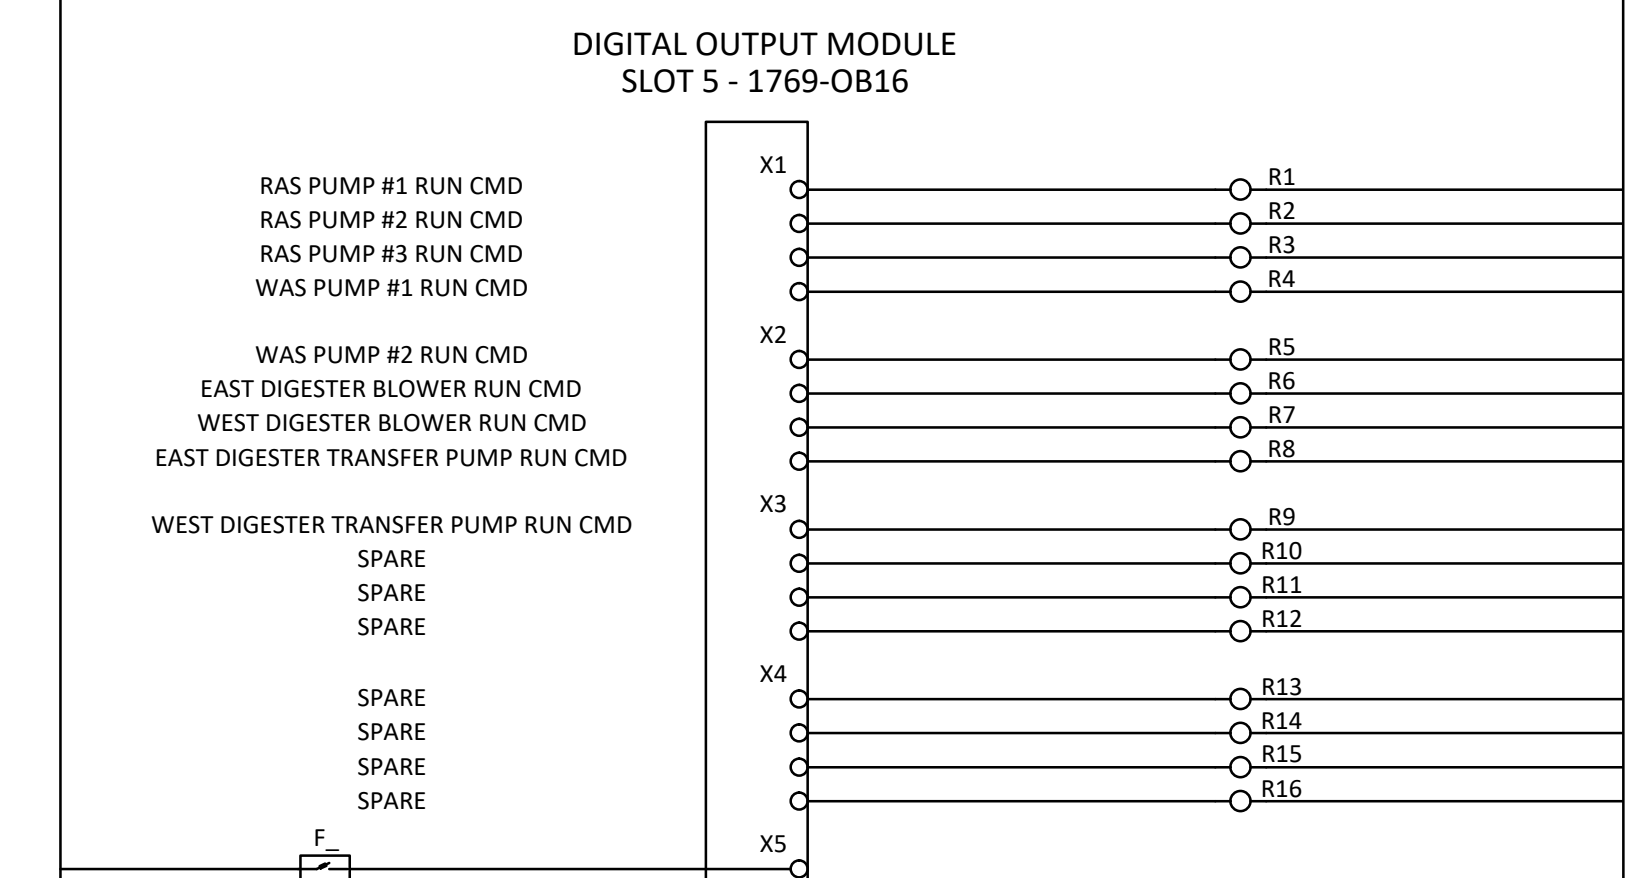 DIGITAL OUTPUT MODULE
SLOT 5 - 1769-OB16
X1
RAS PUMP #1 RUN CMD R1
RAS PUMP #2 RUN CMD R2
RAS PUMP #3 RUN CMD R3
WAS PUMP #1 RUN CMD R4
X2
WAS PUMP #2 RUN CMD R5
EAST DIGESTER BLOWER RUN CMD R6
WEST DIGESTER BLOWER RUN CMD R7
EAST DIGESTER TRANSFER PUMP RUN CMD R8
X3
WEST DIGESTER TRANSFER PUMP RUN CMD R9
SPARE R10
SPARE R11
SPARE R12
X4
SPARE R13
SPARE R14
SPARE R15
SPARE R16
F_ X5